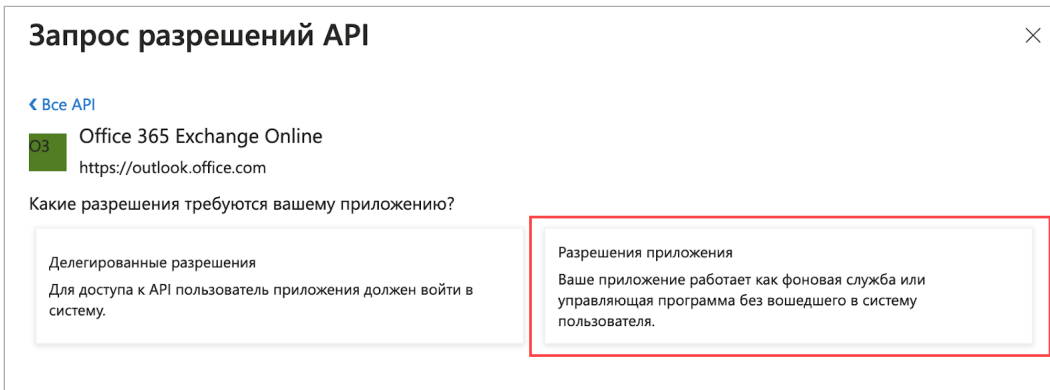 Запрос разрешений API
Все API
O3
Office 365 Exchange Online
https://outlook.office.com
Какие разрешения требуются вашему приложению?
Делегированные разрешения
Для доступа к API пользователь приложения должен войти в
систему.
Разрешения приложения
Ваше приложение работает как фоновая служба или
управляющая программа без вошедшего в систему
пользователя.